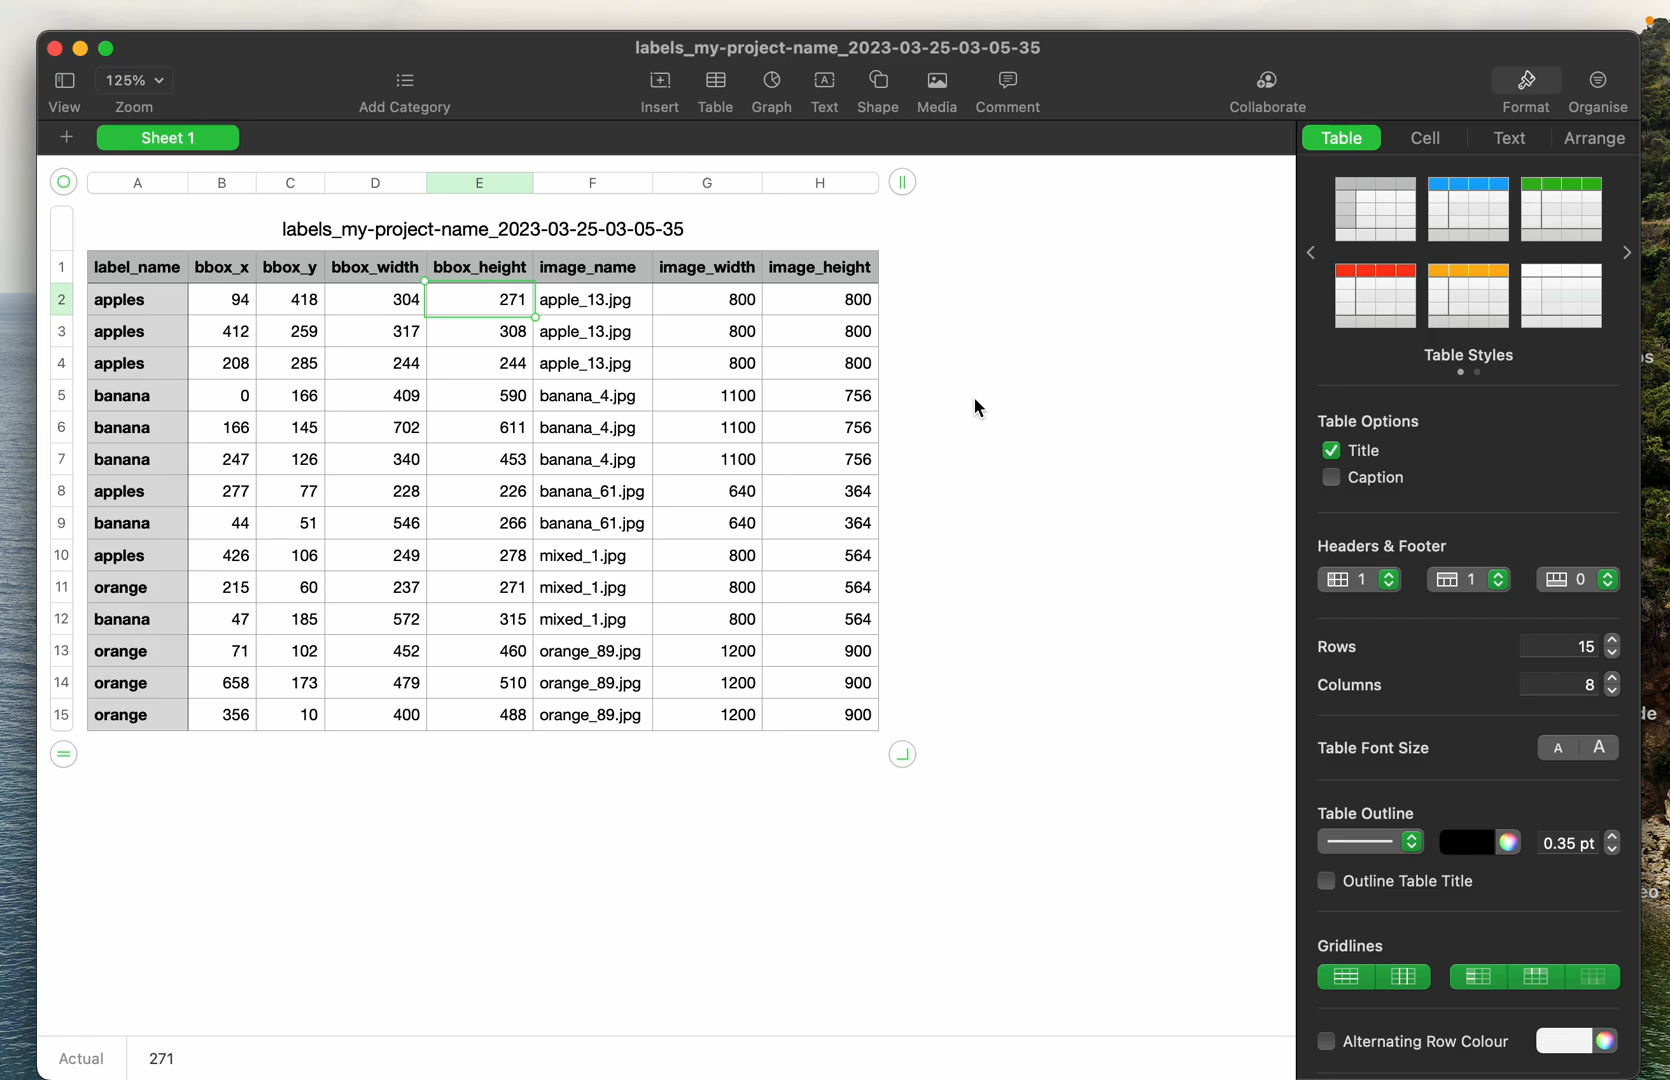 labels_my-project-name_2023-03-25-03-05-35
125%
View Zoom Add Category Insert Table Graph Text Shape Media Comment Collaborate Format Organise
+ Sheet 1
Table Cell Text Arrange
A B C D E F G H
labels_my-project-name_2023-03-25-03-05-35
1 label_name bbox_x bbox_y bbox_width bbox_height image_name image_width image_height
2 apples 94 418 304 271 apple_13.jpg 800 800
3 apples 412 259 317 308 apple_13.jpg 800 800
4 apples 208 285 244 244 apple_13.jpg 800 800
5 banana 0 166 409 590 banana_4.jpg 1100 756
6 banana 166 145 702 611 banana_4.jpg 1100 756
7 banana 247 126 340 453 banana_4.jpg 1100 756
8 apples 277 77 228 226 banana_61.jpg 640 364
9 banana 44 51 546 266 banana_61.jpg 640 364
10 apples 426 106 249 278 mixed_1.jpg 800 564
11 orange 215 60 237 271 mixed_1.jpg 800 564
12 banana 47 185 572 315 mixed_1.jpg 800 564
13 orange 71 102 452 460 orange_89.jpg 1200 900
14 orange 658 173 479 510 orange_89.jpg 1200 900
15 orange 356 10 400 488 orange_89.jpg 1200 900
Actual 271
Table Styles
Table Options
Title
Caption
Headers & Footer
1 1 0
Rows 15
Columns 8
Table Font Size A A
Table Outline
0.35 pt
Outline Table Title
Gridlines
Alternating Row Colour